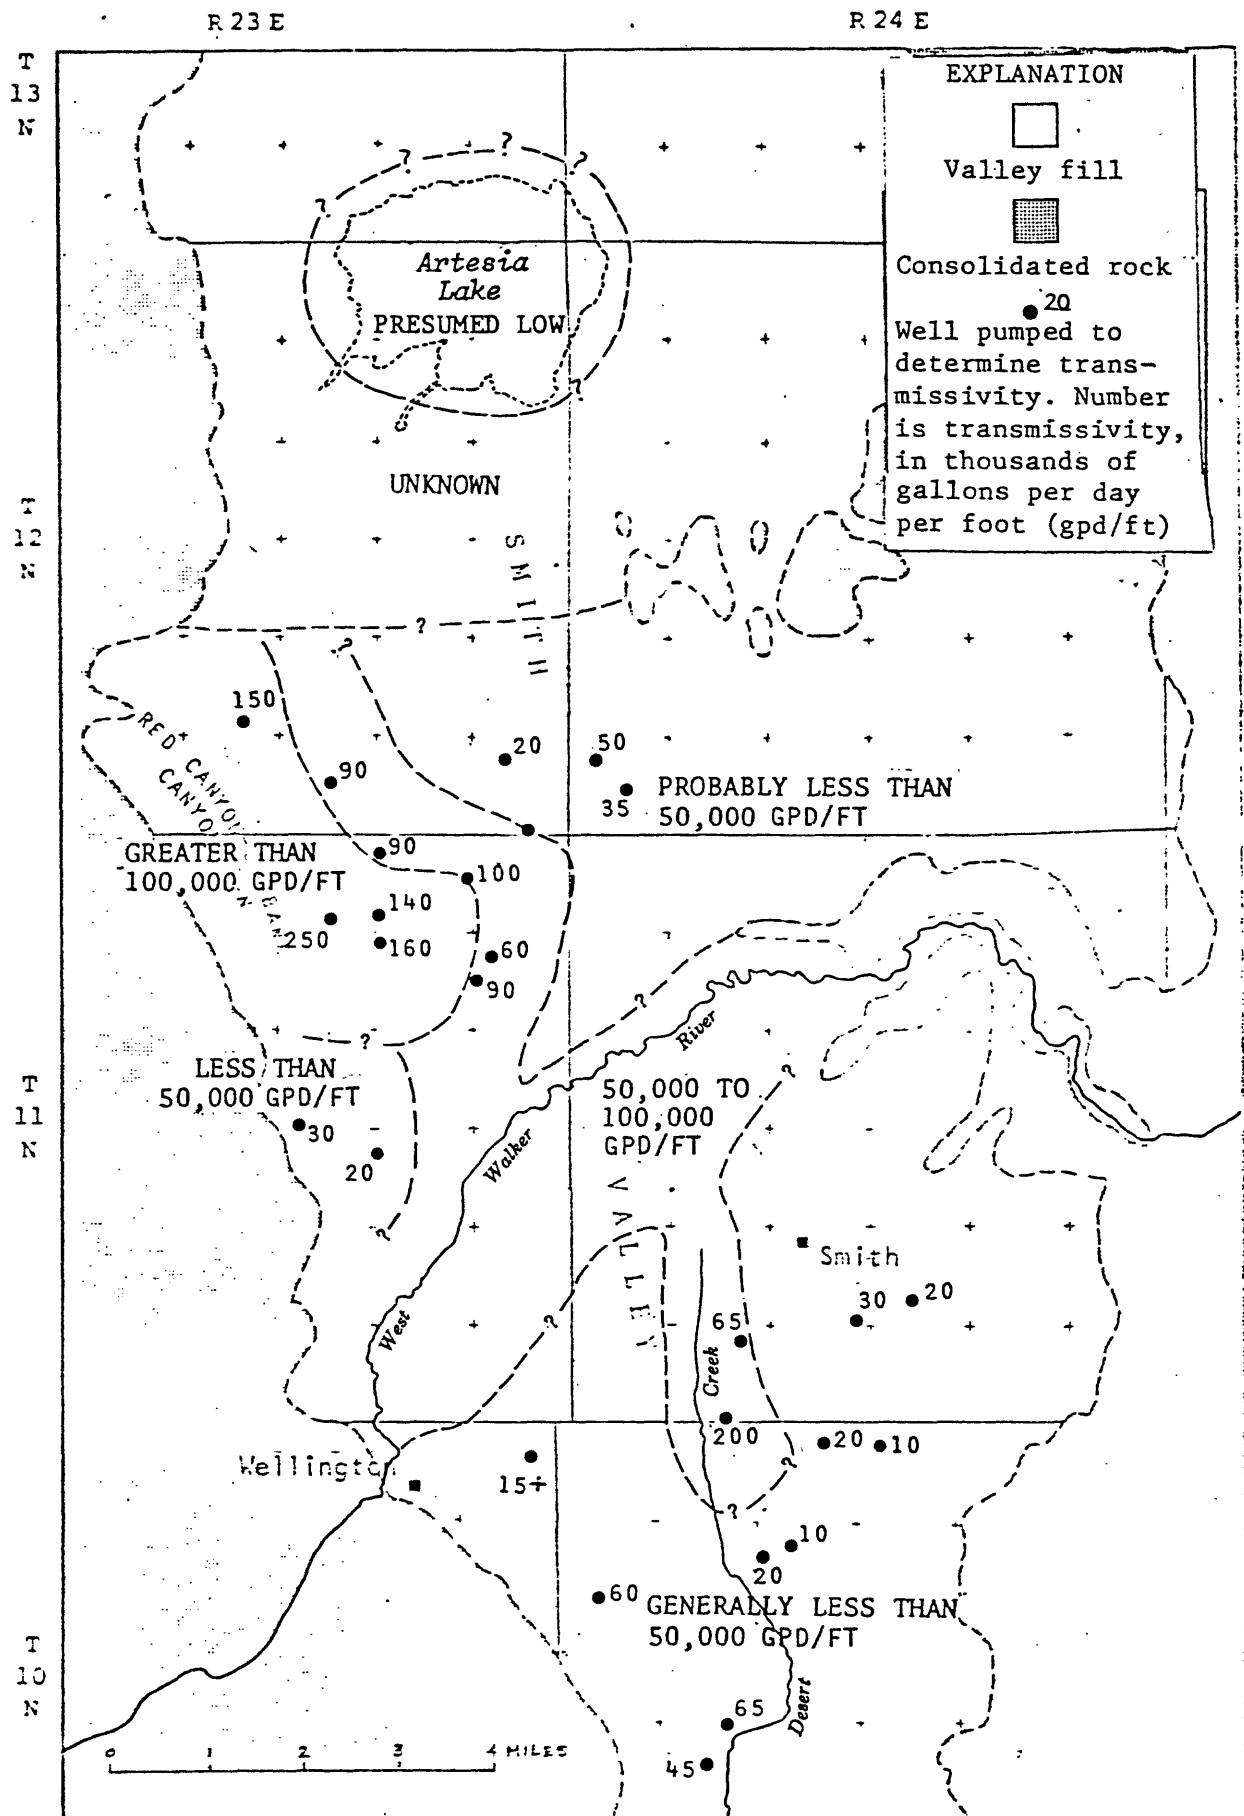 R 23 E
R 24 E
T
13
N
EXPLANATION
Valley fill
Consolidated rock
20
Well pumped to
determine trans-
missivity. Number
is transmissivity,
in thousands of
gallons per day
per foot (gpd/ft)
?
?
?
?
?
Artesia
Lake
PRESUMED LOW
UNKNOWN
T
12
N
SMITH
?
?
150
RED CANYON
CANYON
90
20
50
35
PROBABLY LESS THAN
50,000 GPD/FT
90
GREATER THAN
100,000 GPD/FT
100
140
250
160
60
90
?
?
River
LESS THAN
50,000 GPD/FT
50,000 TO
100,000
GPD/FT
?
T
11
N
30
20
Walker
VALLEY
?
Smith
30
20
65
?
West
Creek
200
20
10
Wellington
15+
?
?
10
20
60
GENERALLY LESS THAN
50,000 GPD/FT
T
10
N
65
Desert
45
0 1 2 3 4 MILES